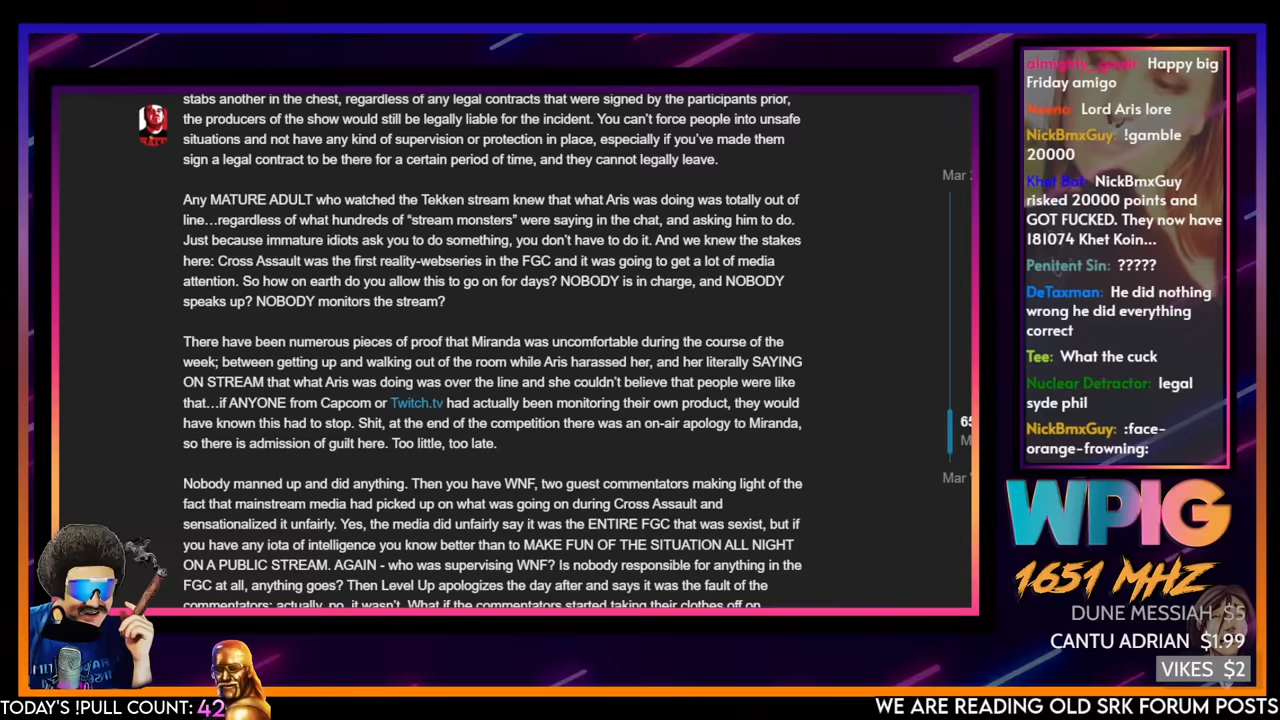 stabs another in the chest, regardless of any legal contracts that were signed by the participants prior,
the producers of the show would still be legally liable for the incident. You can't force people into unsafe
situations and not have any kind of supervision or protection in place, especially if you've made them
sign a legal contract to be there for a certain period of time, and they cannot legally leave.
Any MATURE ADULT who watched the Tekken stream knew that what Aris was doing was totally out of
line…regardless of what hundreds of “stream monsters” were saying in the chat, and asking him to do.
Just because immature idiots ask you to do something, you don't have to do it. And we knew the stakes
here: Cross Assault was the first reality-webseries in the FGC and it was going to get a lot of media
attention. So how on earth do you allow this to go on for days? NOBODY is in charge, and NOBODY
speaks up? NOBODY monitors the stream?
There have been numerous pieces of proof that Miranda was uncomfortable during the course of the
week; between getting up and walking out of the room while Aris harassed her, and her literally SAYING
ON STREAM that what Aris was doing was over the line and she couldn't believe that people were like
that…if ANYONE from Capcom or Twitch.tv had actually been monitoring their own product, they would
have known this had to stop. Shit, at the end of the competition there was an on-air apology to Miranda,
so there is admission of guilt here. Too little, too late.
Nobody manned up and did anything. Then you have WNF, two guest commentators making light of the
fact that mainstream media had picked up on what was going on during Cross Assault and
sensationalized it unfairly. Yes, the media did unfairly say it was the ENTIRE FGC that was sexist, but if
you have any iota of intelligence you know better than to MAKE FUN OF THE SITUATION ALL NIGHT
ON A PUBLIC STREAM. AGAIN - who was supervising WNF? Is nobody responsible for anything in the
FGC at all, anything goes? Then Level Up apologizes the day after and says it was the fault of the
commentators; actually, no, it wasn't. What if the commentators started taking their clothes off on
Mar
Mar
Happy big
Friday amigo
Lord Aris lore
NickBmxGuy: !gamble
20000
Khet Bot: NickBmxGuy
risked 20000 points and
GOT FUCKED. They now have
181074 Khet Koin...
Penitent Sin: ?????
DeTaxman: He did nothing
wrong he did everything
correct
Tee: What the cuck
Nuclear Detractor: legal
syde phil
NickBmxGuy: :face-
orange-frowning:
WPIG
1651 MHZ
DUNE MESSIAH $5
CANTU ADRIAN $1.99
VIKES $2
TODAY'S !PULL COUNT: 42
WE ARE READING OLD SRK FORUM POSTS